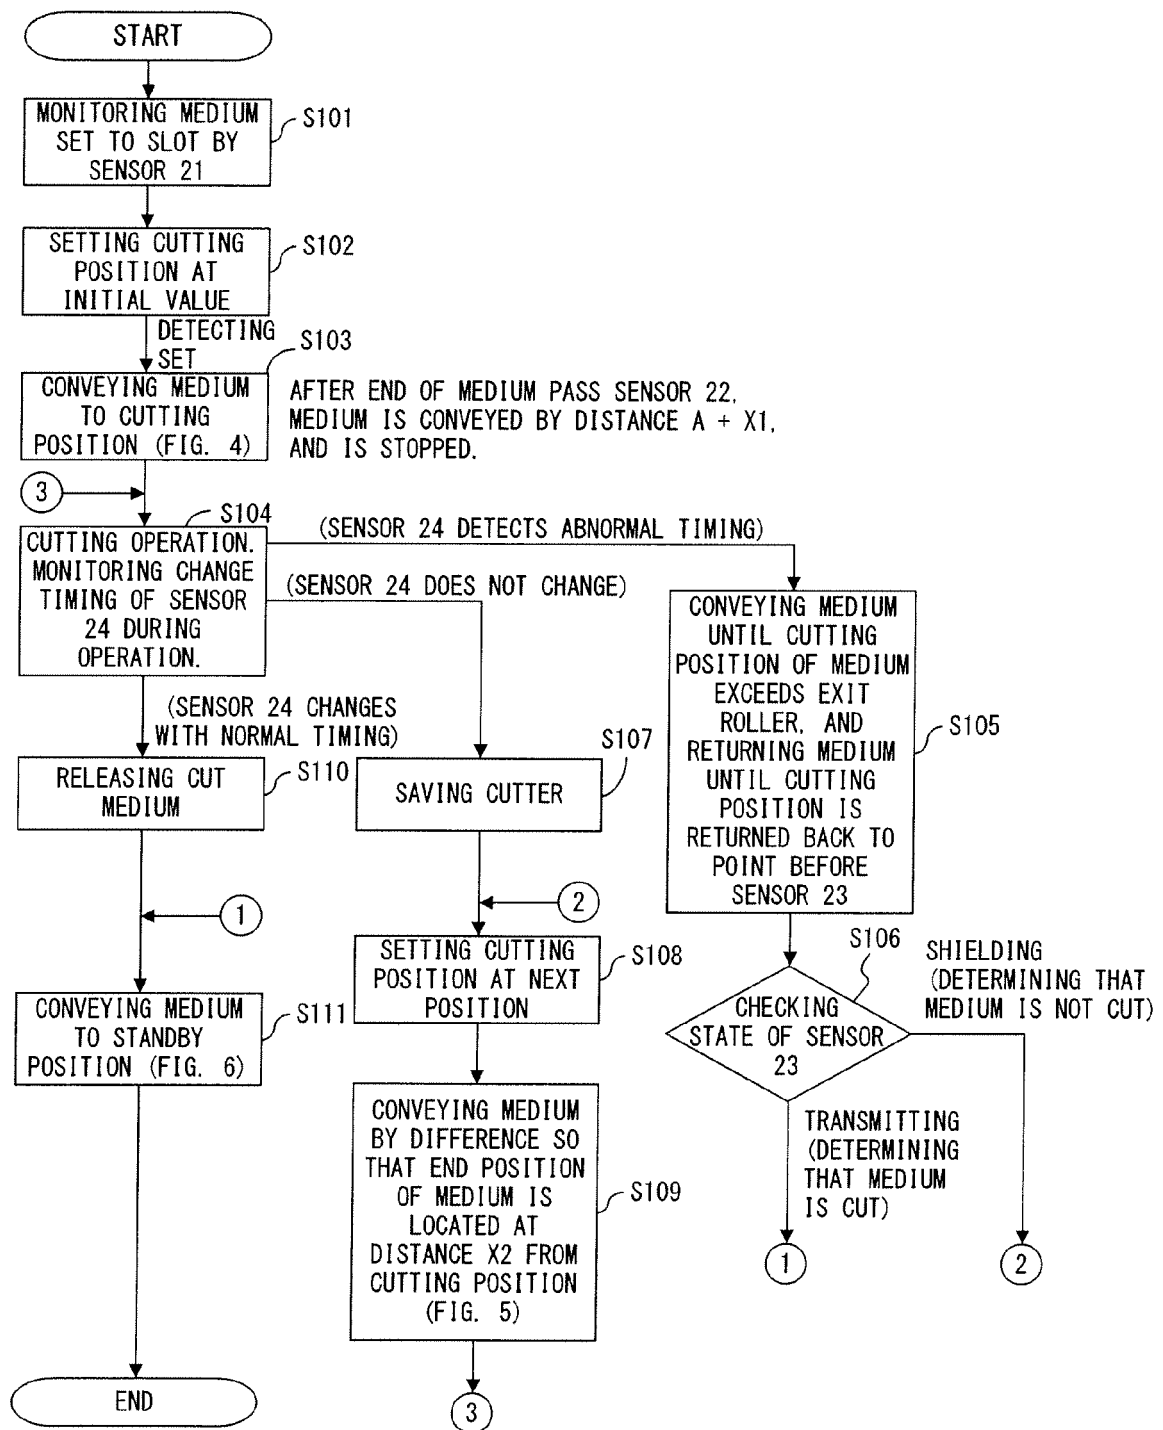 START
MONITORING MEDIUM
SET TO SLOT BY
SENSOR 21
S101
SETTING CUTTING
POSITION AT
INITIAL VALUE
S102
DETECTING
SET
S103
CONVEYING MEDIUM
TO CUTTING
POSITION (FIG. 4)
AFTER END OF MEDIUM PASS SENSOR 22,
MEDIUM IS CONVEYED BY DISTANCE A + X1,
AND IS STOPPED.
3
S104
CUTTING OPERATION.
MONITORING CHANGE
TIMING OF SENSOR
24 DURING
OPERATION.
(SENSOR 24 DETECTS ABNORMAL TIMING)
(SENSOR 24 DOES NOT CHANGE)
(SENSOR 24 CHANGES
WITH NORMAL TIMING)
CONVEYING MEDIUM
UNTIL CUTTING
POSITION OF MEDIUM
EXCEEDS EXIT
ROLLER, AND
RETURNING MEDIUM
UNTIL CUTTING
POSITION IS
RETURNED BACK TO
POINT BEFORE
SENSOR 23
S105
RELEASING CUT
MEDIUM
S110
SAVING CUTTER
S107
1
2
SETTING CUTTING
POSITION AT NEXT
POSITION
S108
S106
CHECKING
STATE OF SENSOR
23
SHIELDING
(DETERMINING THAT
MEDIUM IS NOT CUT)
CONVEYING MEDIUM
TO STANDBY
POSITION (FIG. 6)
S111
CONVEYING MEDIUM
BY DIFFERENCE SO
THAT END POSITION
OF MEDIUM IS
LOCATED AT
DISTANCE X2 FROM
CUTTING POSITION
(FIG. 5)
S109
TRANSMITTING
(DETERMINING
THAT MEDIUM
IS CUT)
1
2
END
3